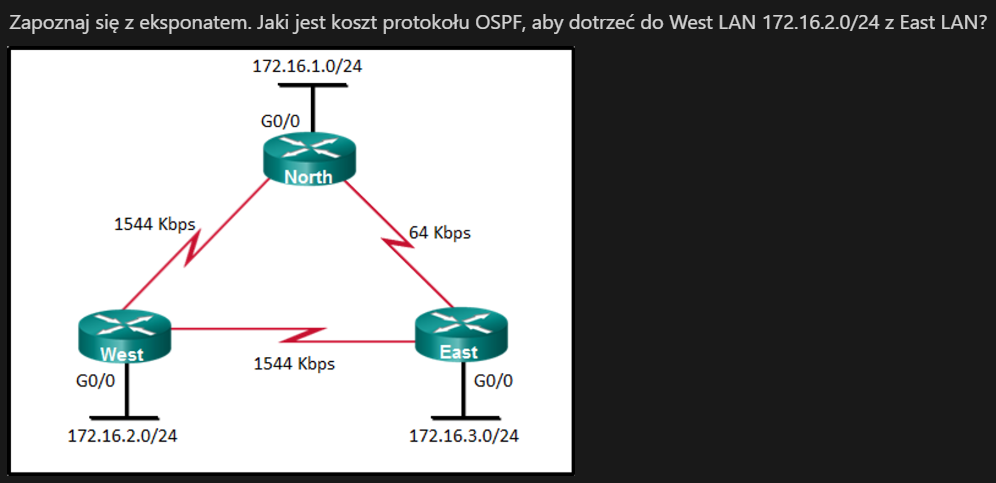 Zapoznaj się z eksponatem. Jaki jest koszt protokołu OSPF, aby dotrzeć do West LAN 172.16.2.0/24 z East LAN?
172.16.1.0/24
G0/0
North
1544 Kbps
64 Kbps
West
East
1544 Kbps
G0/0
G0/0
172.16.2.0/24
172.16.3.0/24